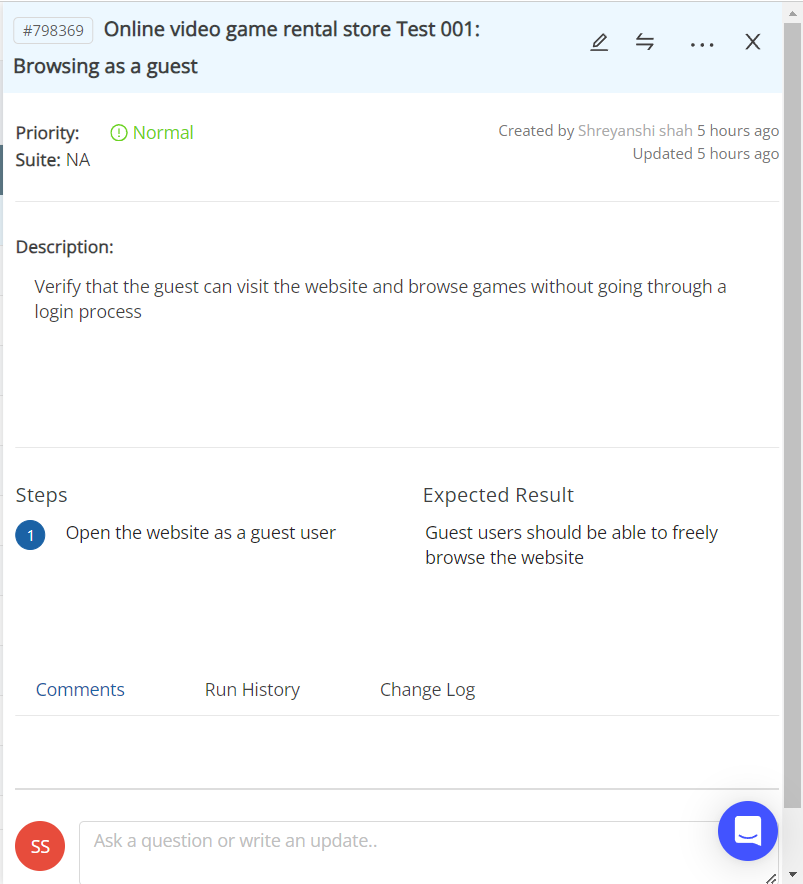 #798369 Online video game rental store Test 001:
Browsing as a guest
Priority: Normal
Created by Shreyanshi shah 5 hours ago
Suite: NA
Updated 5 hours ago
Description:
Verify that the guest can visit the website and browse games without going through a
login process
Steps
Expected Result
1 Open the website as a guest user
Guest users should be able to freely
browse the website
Comments
Run History
Change Log
SS
Ask a question or write an update..